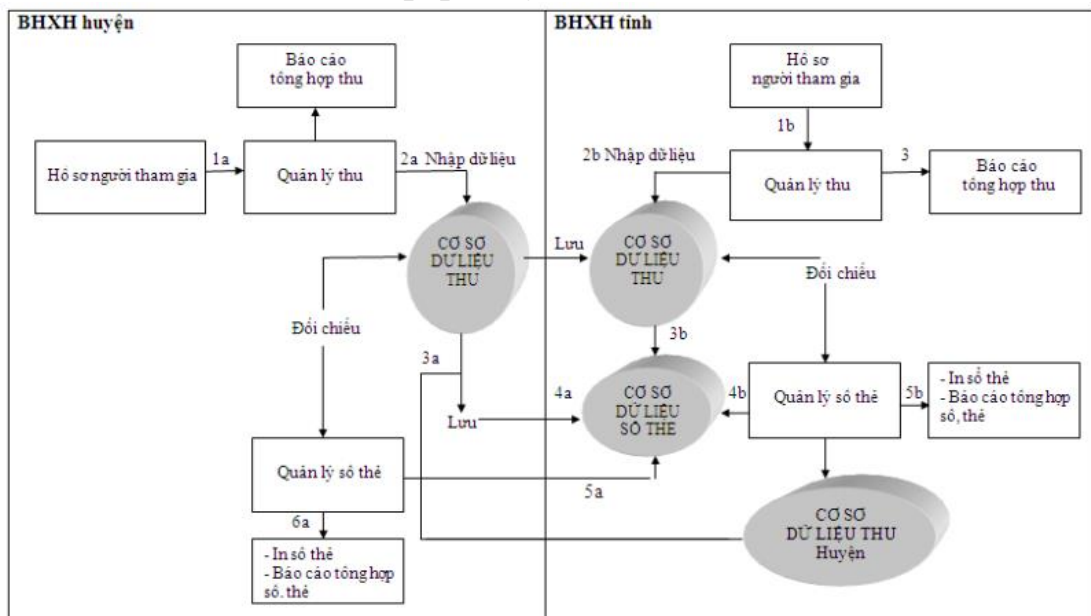 BHXH huyện
Báo cáo
tổng hợp thu
1a
Hồ sơ người tham gia
Quản lý thu
2a Nhập dữ liệu
CƠ SỞ
DỮ LIỆU
THU
Lưu
Đối chiếu
3a
Lưu
4a
Quản lý sổ thẻ
5a
6a
- In sổ thẻ
- Báo cáo tổng hợp
sổ. thẻ
BHXH tỉnh
Hồ sơ
người tham gia
1b
2b Nhập dữ liệu
Quản lý thu
3
Báo cáo
tổng hợp thu
CƠ SỞ
DỮ LIỆU
THU
Đối chiếu
3b
CƠ SỞ
DỮ LIỆU
SỔ THẺ
4b
Quản lý sổ thẻ
5b
- In sổ thẻ
- Báo cáo tổng hợp
sổ, thẻ
CƠ SỞ
DỮ LIỆU THU
Huyện